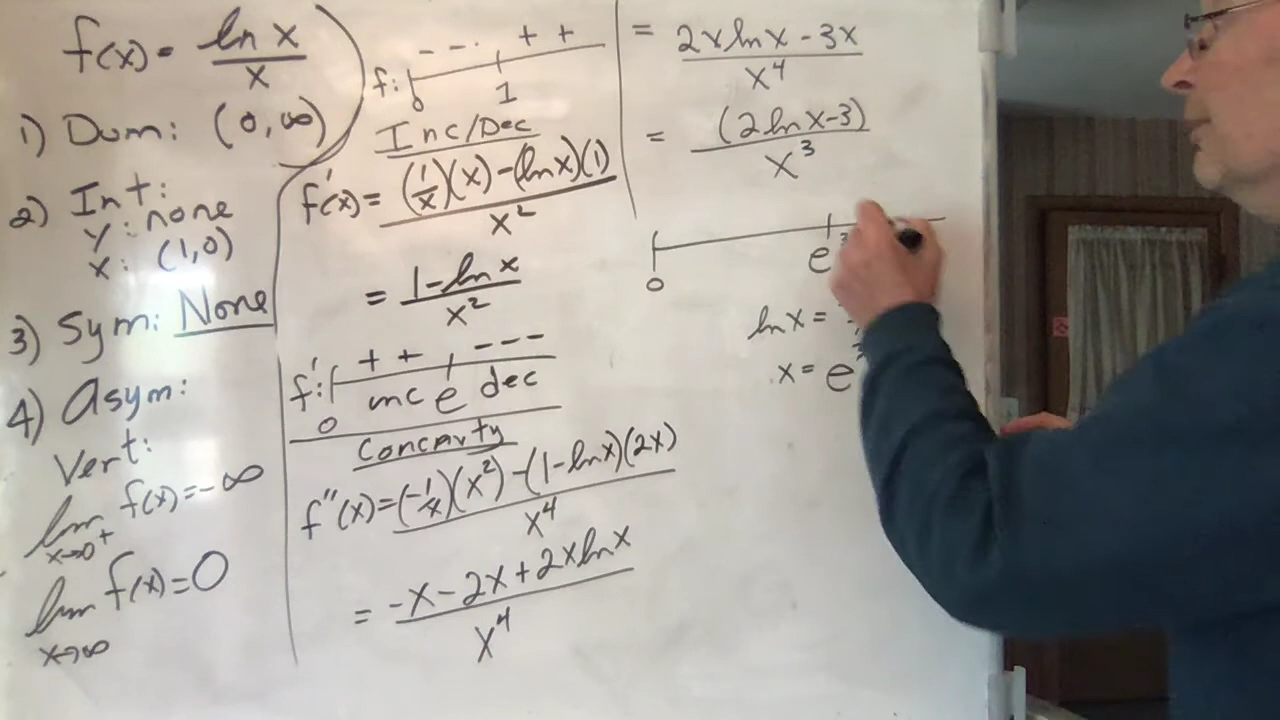 f(x) = ln x / x
1) Dom: (0, ∞)
2) Int:
y: none
x: (1,0)
3) Sym: None
4) Asym:
Vert:
lim x→0⁺ f(x) = -∞
lim x→∞ f(x) = 0
- - - + +
f: 0 1
Inc/Dec
f'(x) = (1/x)(x) - (ln x)(1) / x²
= 1 - ln x / x²
+ + - - -
f': 0 inc e dec
Concavity
f''(x) = (-1/x)(x²) - (1 - ln x)(2x) / x⁴
= -x - 2x + 2x ln x / x⁴
= 2x ln x - 3x / x⁴
= (2 ln x - 3) / x³
0 e
ln x =
x = e